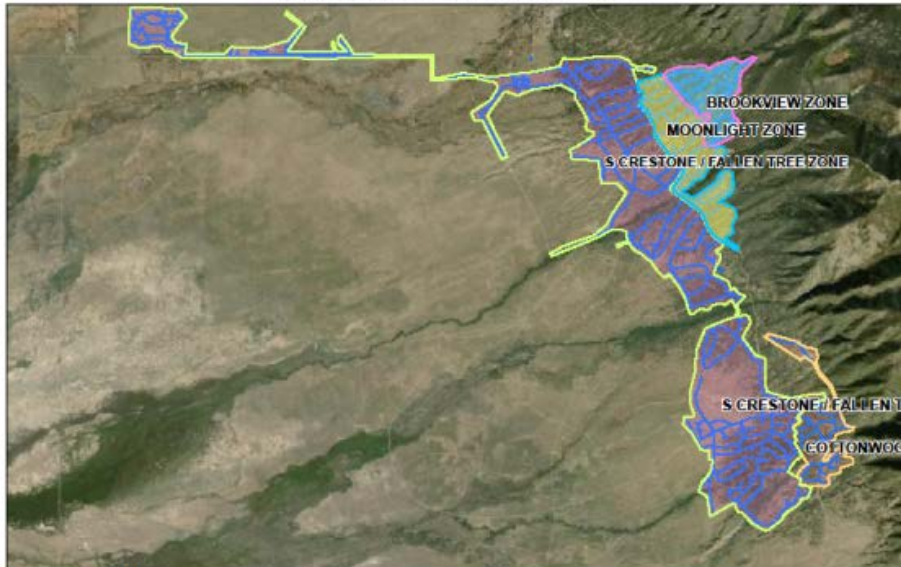 BROOKVIEW ZONE
MOONLIGHT ZONE
S CRESTONE / FALLEN TREE ZONE
S CRESTONE / FALLEN T
COTTONWOO